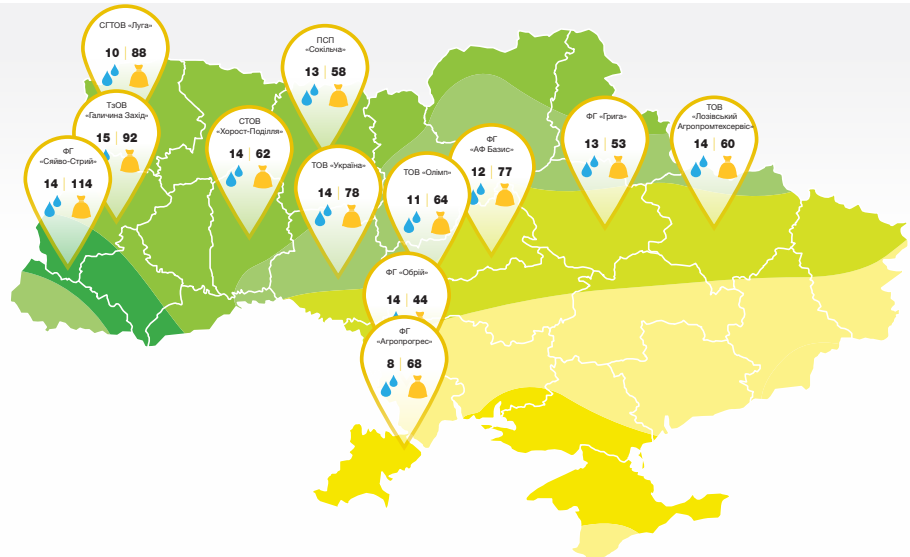 СГТОВ «Луга»
10 88
ПСП
«Сокільча»
13 58
ТзОВ
«Галичина Захід»
15 92
СТОВ
«Хорост-Поділля»
14 62
ФГ «Грига»
13 53
ТОВ
«Лозівський
Агропромтехсервіс»
14 60
ФГ
«Сяйво-Стрий»
14 114
ТОВ «Україна»
14 78
ТОВ «Олімп»
11 64
ФГ
«АФ Базис»
12 77
ФГ «Обрій»
14 44
ФГ
«Агропрогрес»
8 68